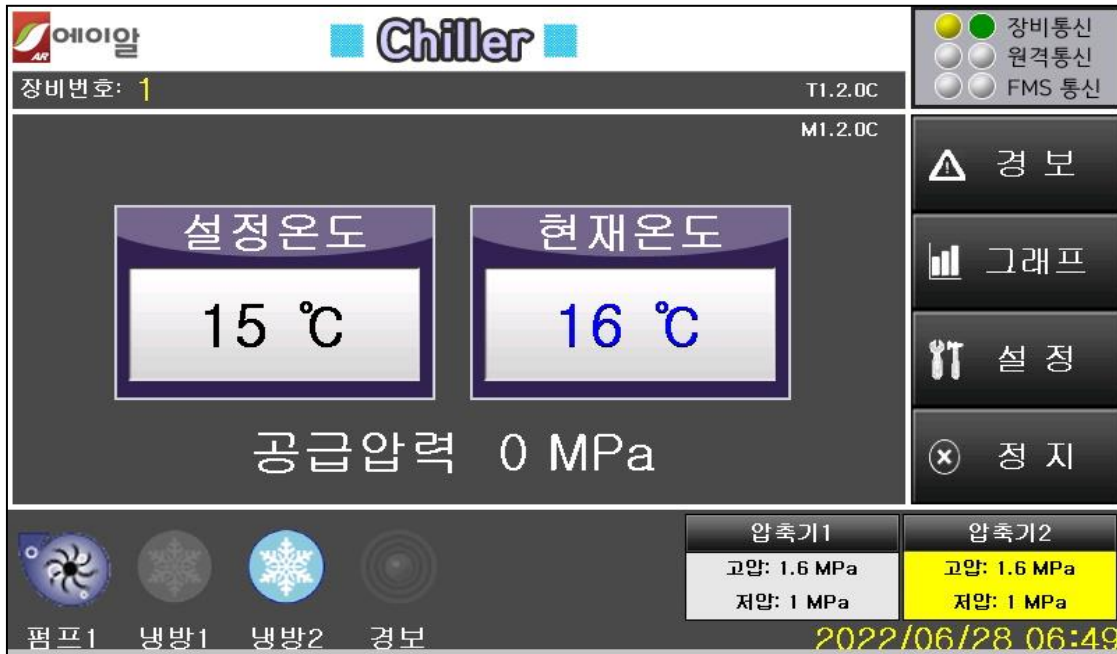 에이알
AR
Chiller
장비통신
원격통신
FMS 통신
장비번호: 1
T1.2.0C
M1.2.0C
경 보
설정온도
현재온도
그래프
15 ℃
16 ℃
설 정
공급압력 0 MPa
정 지
압축기1
압축기2
고압: 1.6 MPa
고압: 1.6 MPa
저압: 1 MPa
저압: 1 MPa
펌프1
냉방1
냉방2
경보
2022/06/28 06:49